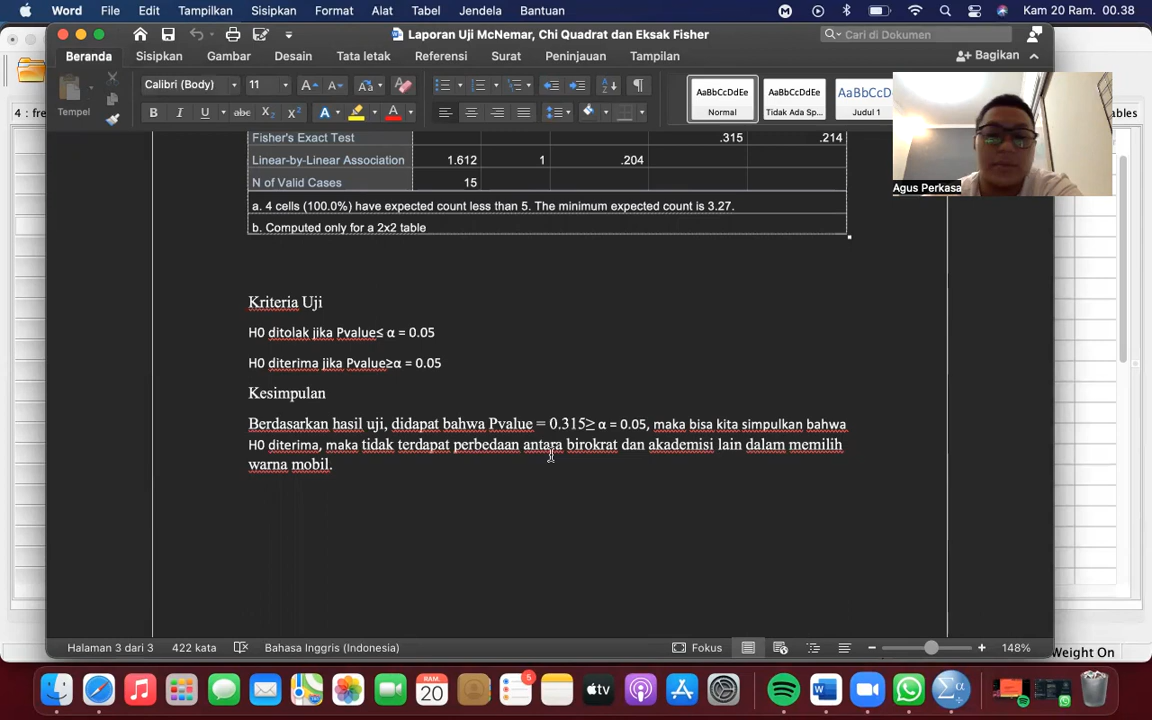 Word File Edit Tampilkan Sisipkan Format Alat Tabel Jendela Bantuan Kam 20 Ram. 00.38
Laporan Uji McNemar, Chi Quadrat dan Eksak Fisher
Cari di Dokumen
Beranda Sisipkan Gambar Desain Tata letak Referensi Surat Peninjauan Tampilan Bagikan
Tempel
Calibri (Body) 11
AaBbCcDdEe AaBbCcDdEe AaBbCcDdEe
Normal Tidak Ada Sp... Judul 1
4 : fre
ables
Agus Perkasa
Fisher's Exact Test .315 .214
Linear-by-Linear Association 1.612 1 .204
N of Valid Cases 15
a. 4 cells (100.0%) have expected count less than 5. The minimum expected count is 3.27.
b. Computed only for a 2x2 table
Kriteria Uji
H0 ditolak jika Pvalue≤ α = 0.05
H0 diterima jika Pvalue≥α = 0.05
Kesimpulan
Berdasarkan hasil uji, didapat bahwa Pvalue = 0.315≥ α = 0.05, maka bisa kita simpulkan bahwa
H0 diterima, maka tidak terdapat perbedaan antara birokrat dan akademisi lain dalam memilih
warna mobil.
Halaman 3 dari 3 422 kata Bahasa Inggris (Indonesia) Fokus 148%
Weight On
RAM.
20
5
tv